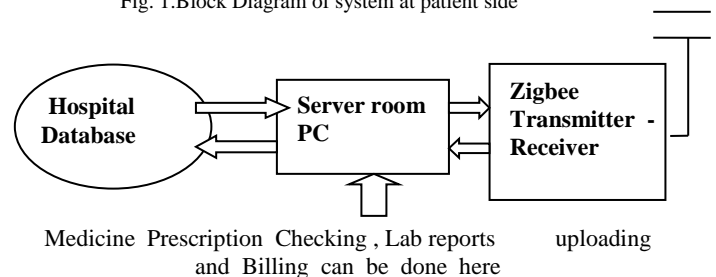 Fig. 1.Block Diagram of system at patient side
Hospital
Database
Server room
PC
Zigbee
Transmitter -
Receiver
Medicine Prescription Checking , Lab reports uploading
and Billing can be done here